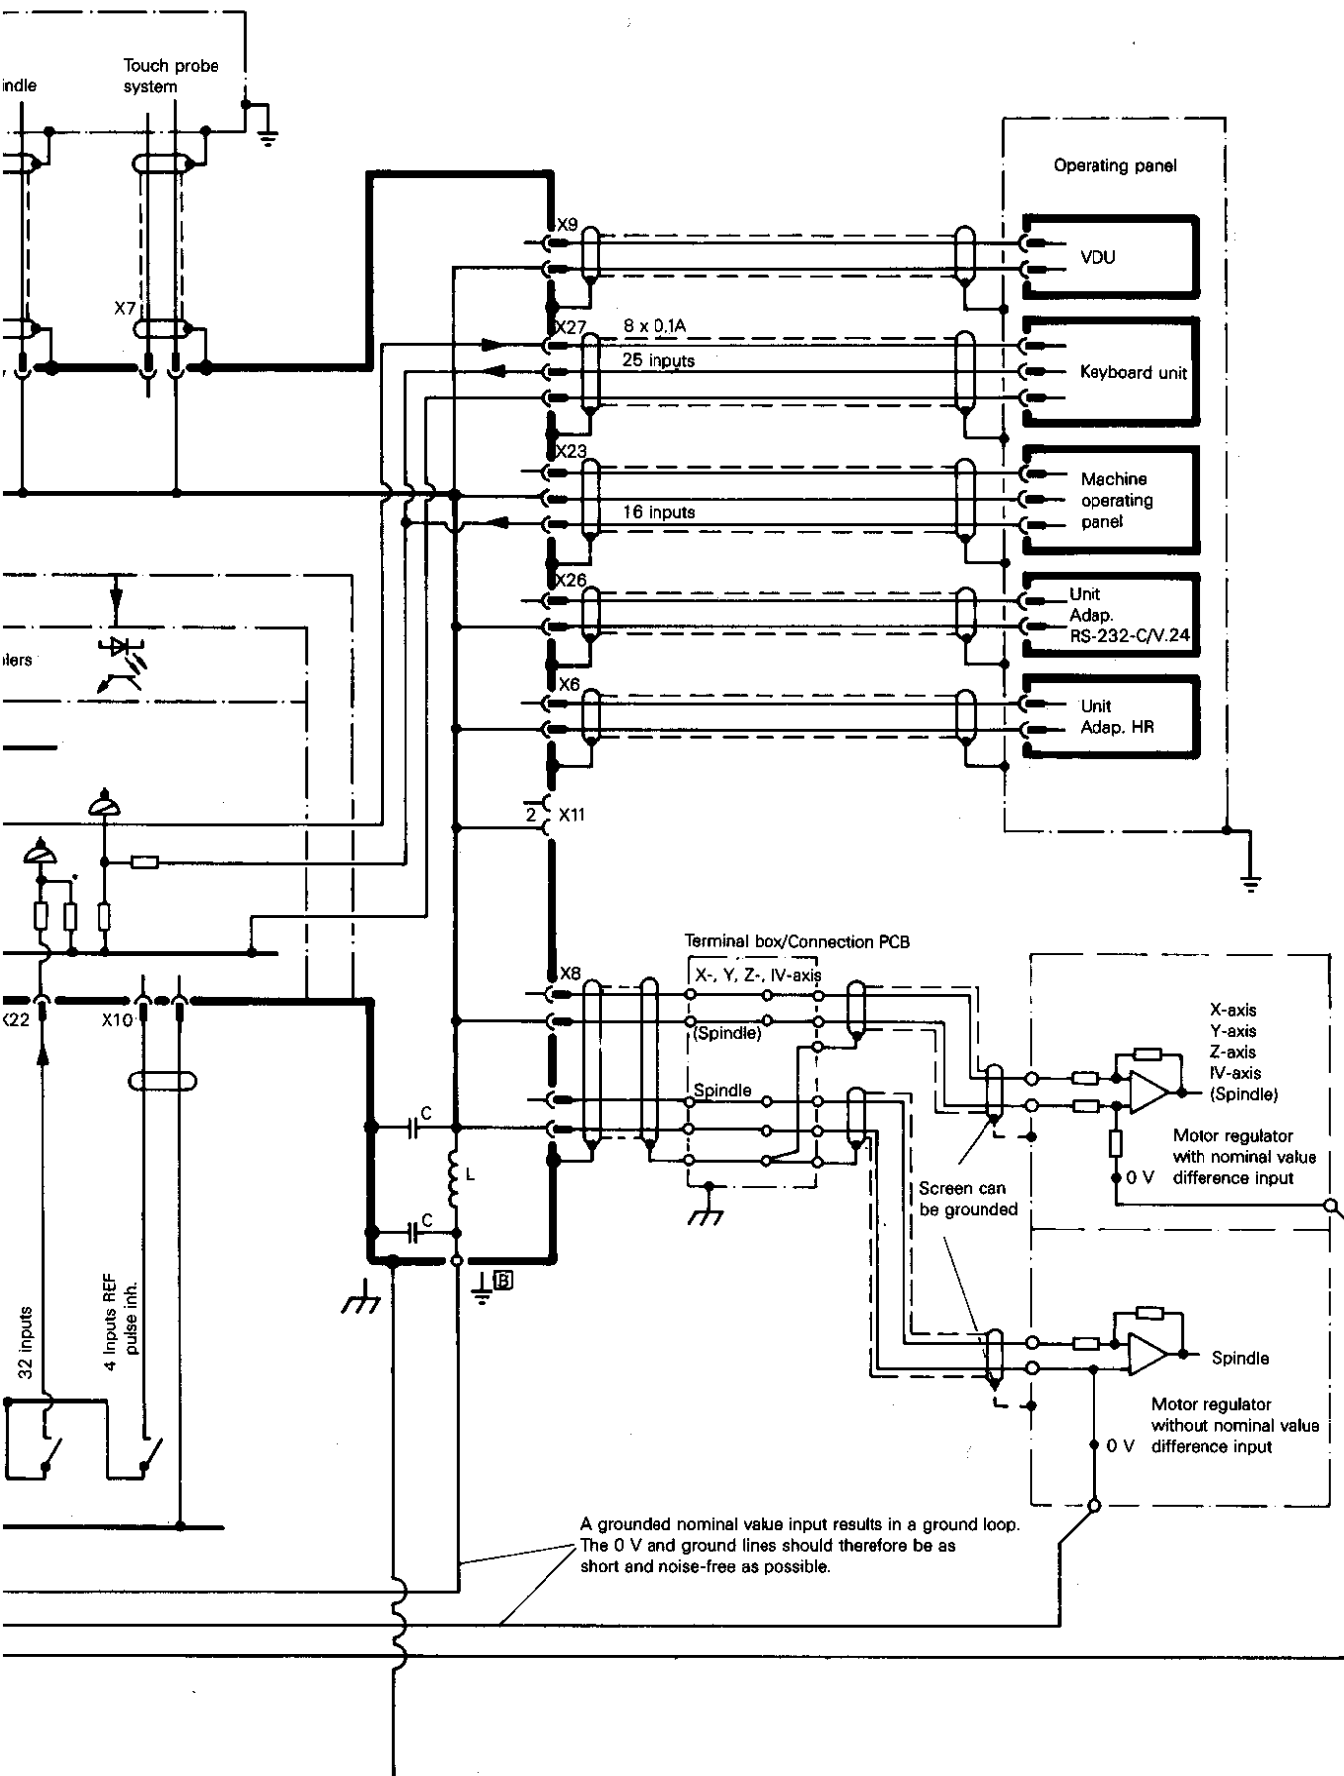 Touch probe
system
indle
Operating panel
X9
VDU
X7
X27
8 x 0.1A
25 inputs
Keyboard unit
X23
Machine
operating
panel
16 inputs
X26
Unit
Adap.
RS-232-C/V.24
lers
X6
Unit
Adap. HR
2
X11
Terminal box/Connection PCB
X8
X-, Y, Z-, IV-axis
X22
X10
(Spindle)
X-axis
Y-axis
Z-axis
IV-axis
(Spindle)
Spindle
C
Motor regulator
with nominal value
difference input
0 V
L
Screen can
be grounded
C
B
32 inputs
4 Inputs REF
pulse inh.
Spindle
Motor regulator
without nominal value
difference input
0 V
A grounded nominal value input results in a ground loop.
The 0 V and ground lines should therefore be as
short and noise-free as possible.